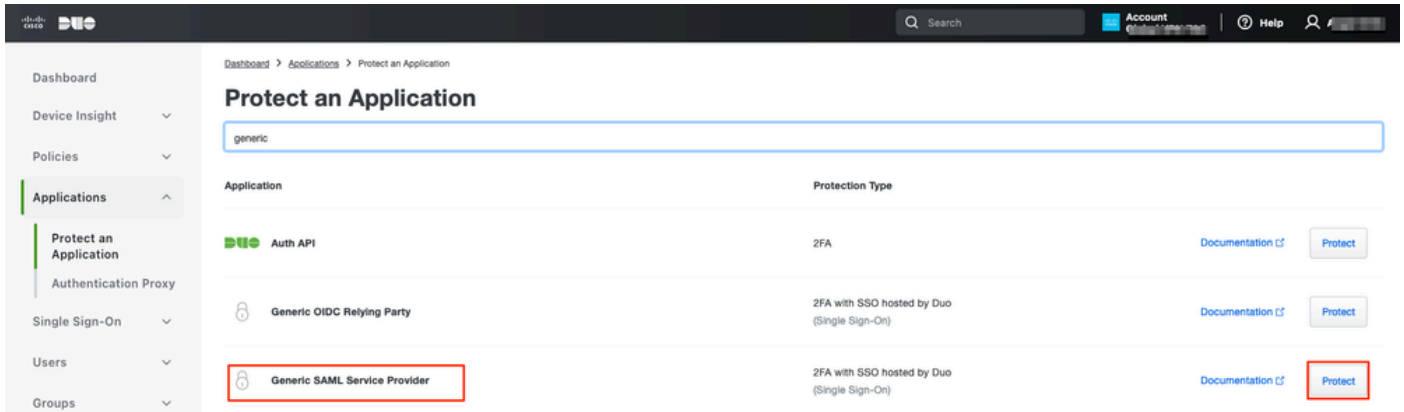 cisco DUO
Search
Account
Help
Dashboard > Applications > Protect an Application
Dashboard
Device Insight
Policies
Applications
Protect an
Application
Authentication Proxy
Single Sign-On
Users
Groups
Protect an Application
generic
Application Protection Type
DUO Auth API 2FA Documentation Protect
Generic OIDC Relying Party 2FA with SSO hosted by Duo
(Single Sign-On) Documentation Protect
Generic SAML Service Provider 2FA with SSO hosted by Duo
(Single Sign-On) Documentation Protect